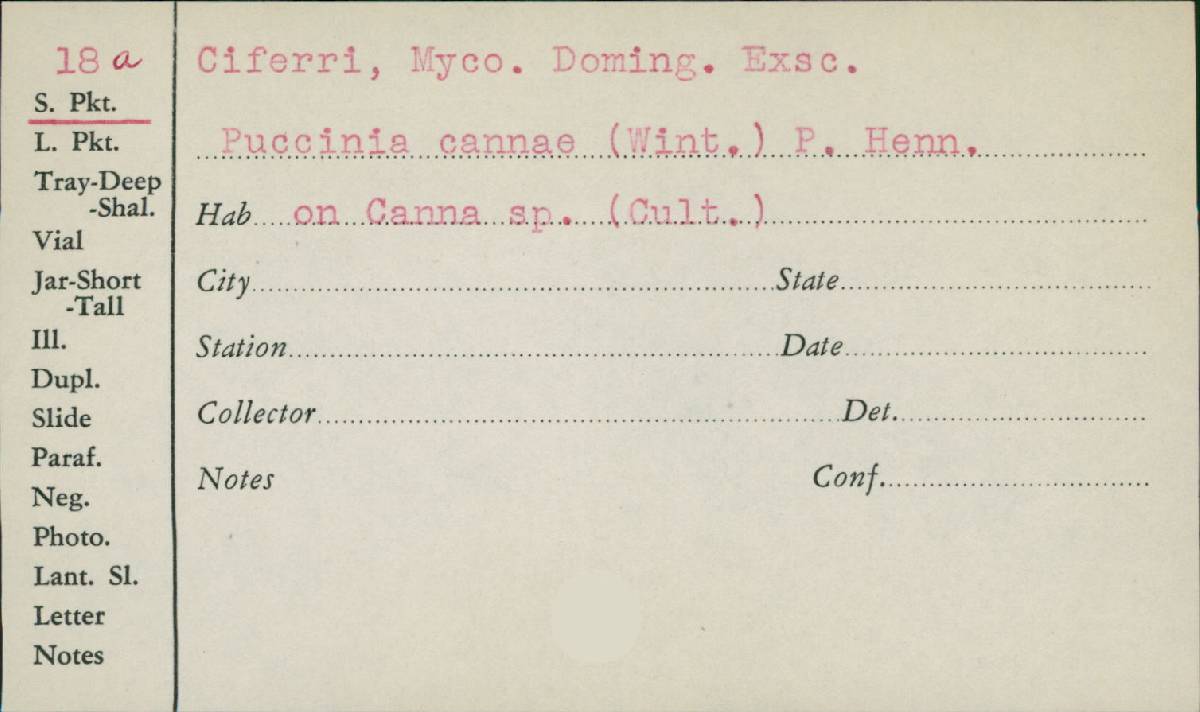 18 a
S. Pkt.
L. Pkt.
Tray-Deep
-Shal.
Vial
Jar-Short
-Tall
Ill.
Dupl.
Slide
Paraf.
Neg.
Photo.
Lant. Sl.
Letter
Notes
Ciferri, Myco. Doming. Exsc.
Puccinia cannae (Wint.) P. Henn.
Hab on Canna sp. (Cult.)
City State
Station Date
Collector Det.
Notes Conf.